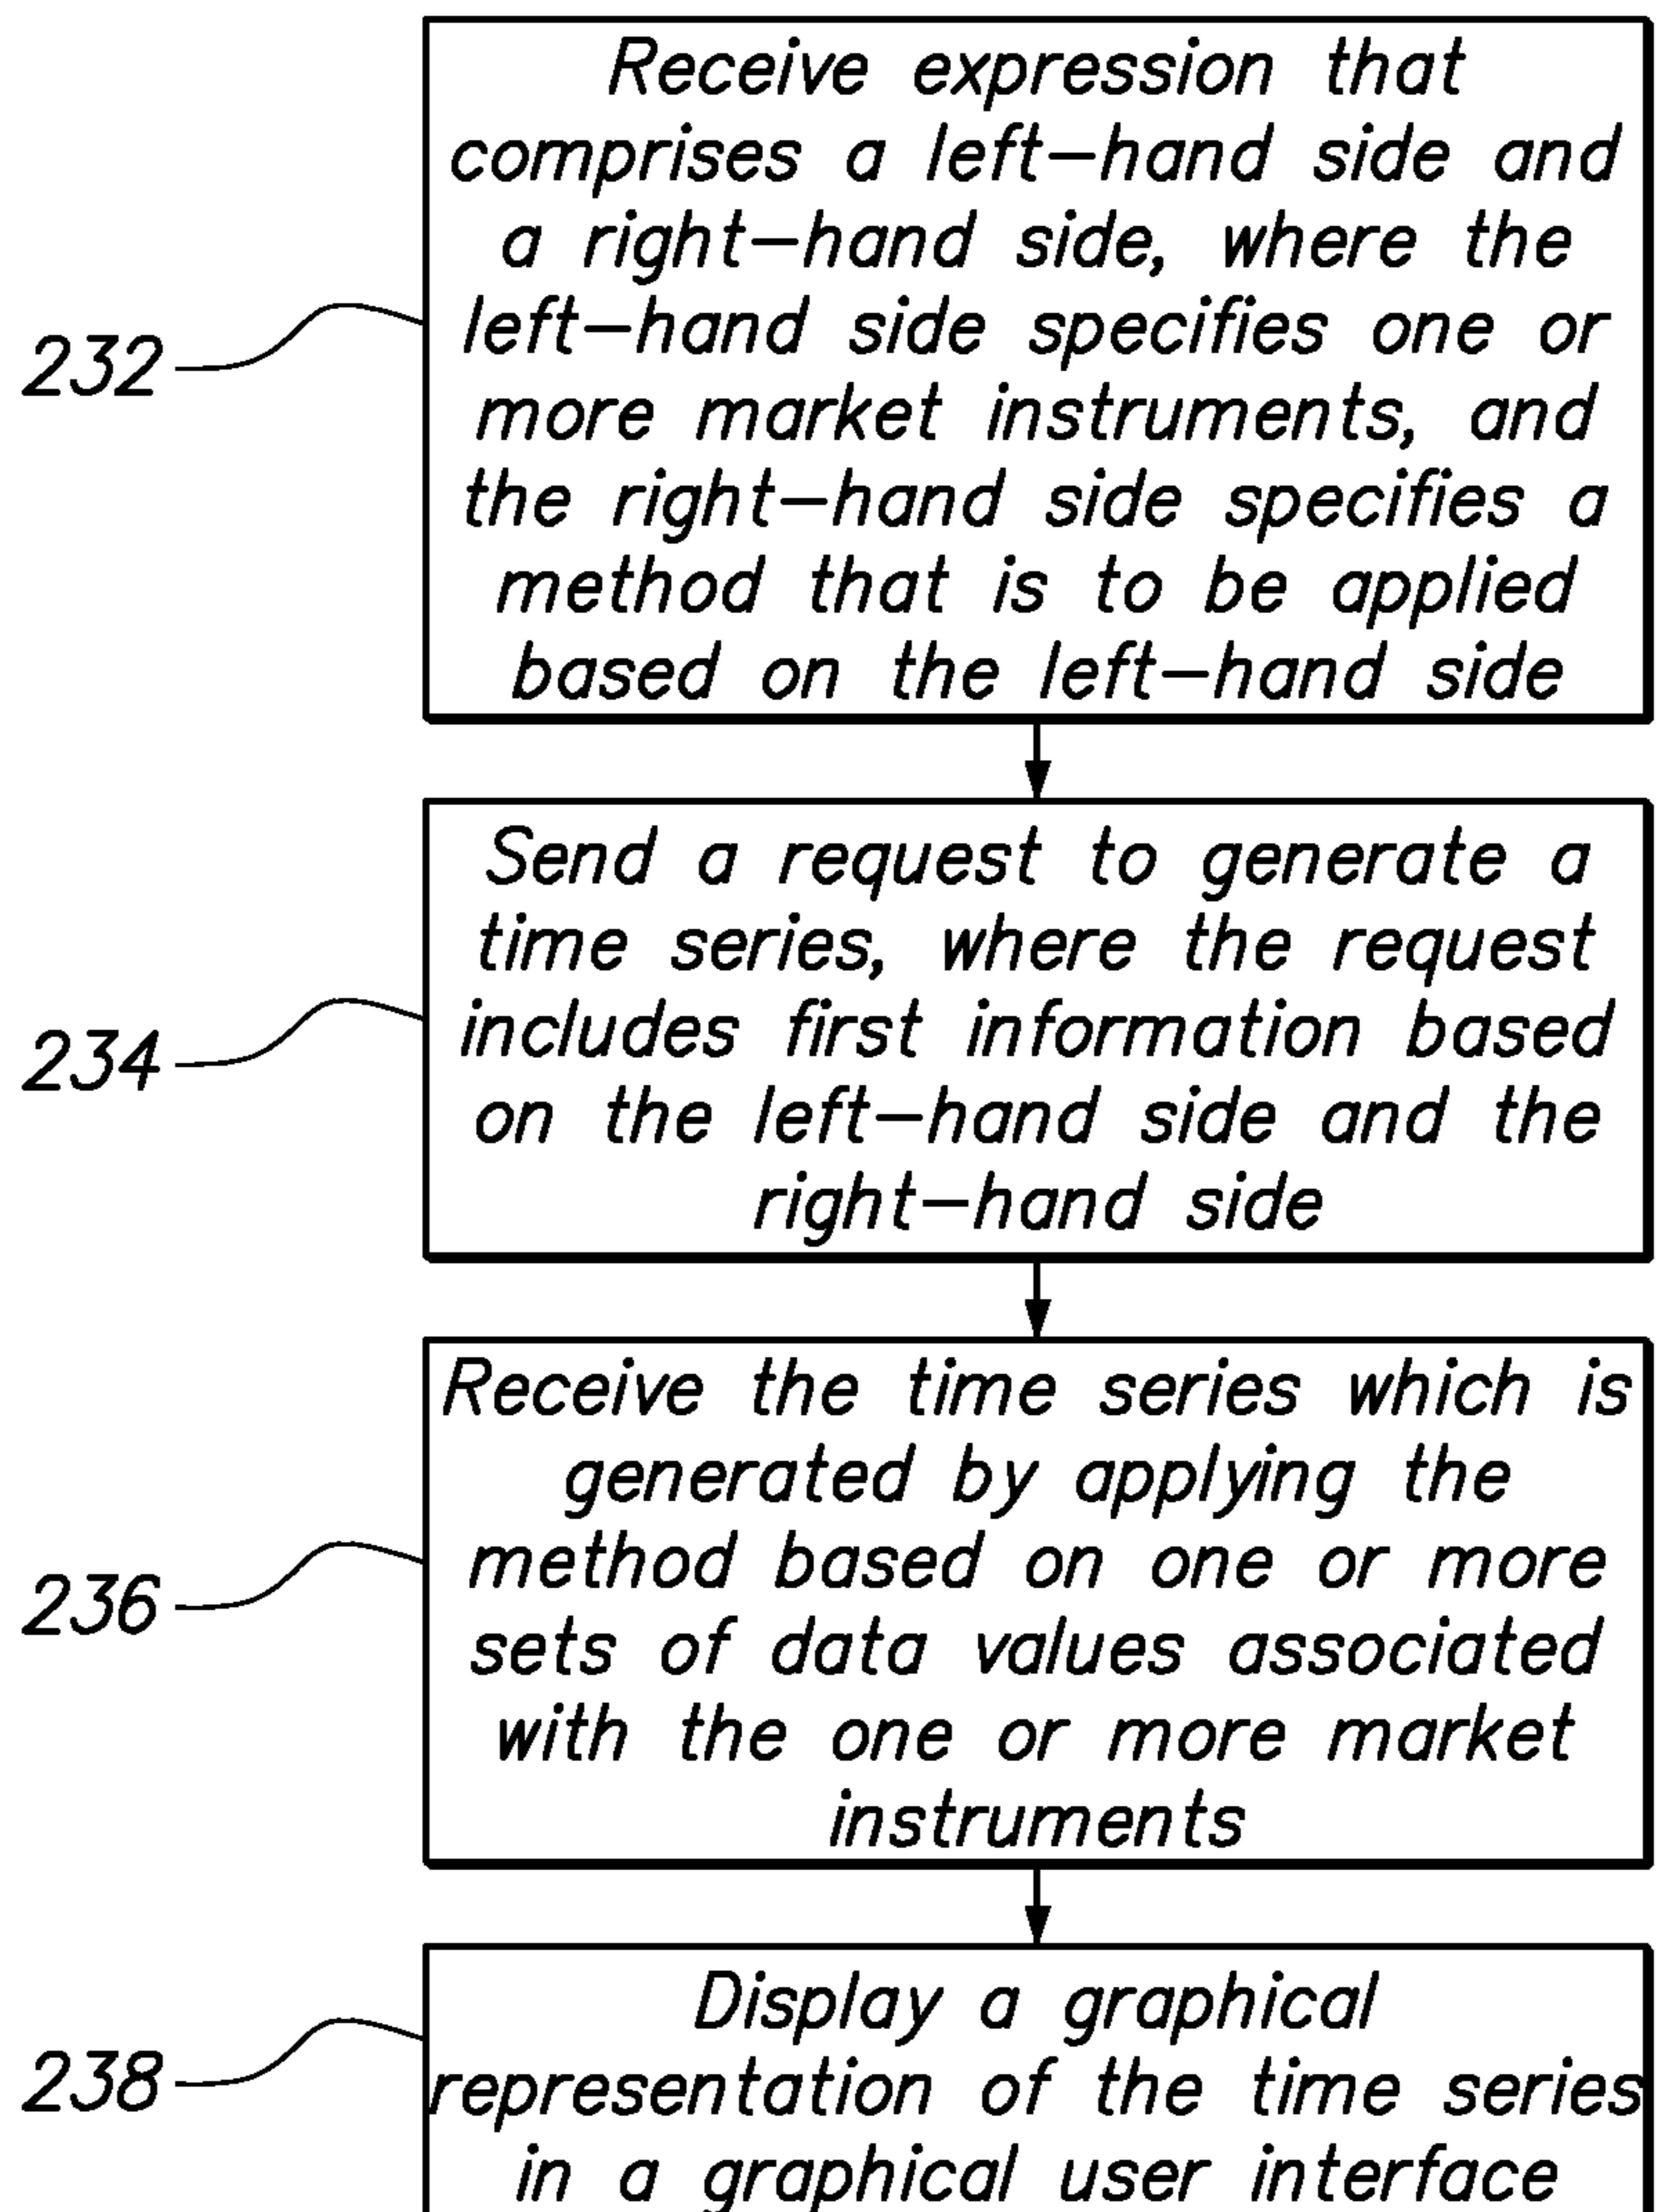 Receive expression that
comprises a left-hand side and
a right-hand side, where the
left-hand side specifies one or
more market instruments, and
the right-hand side specifies a
method that is to be applied
based on the left-hand side
232
Send a request to generate a
time series, where the request
includes first information based
on the left-hand side and the
right-hand side
234
Receive the time series which is
generated by applying the
method based on one or more
sets of data values associated
with the one or more market
instruments
236
Display a graphical
representation of the time series
in a graphical user interface
238